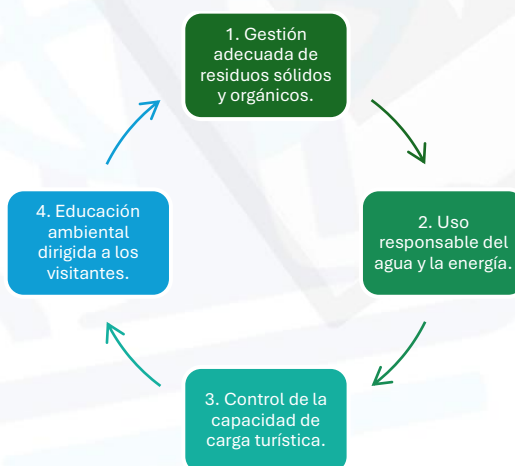 1. Gestión
adecuada de
residuos sólidos
y orgánicos.
2. Uso
responsable del
agua y la energía.
3. Control de la
capacidad de
carga turística.
4. Educación
ambiental
dirigida a los
visitantes.